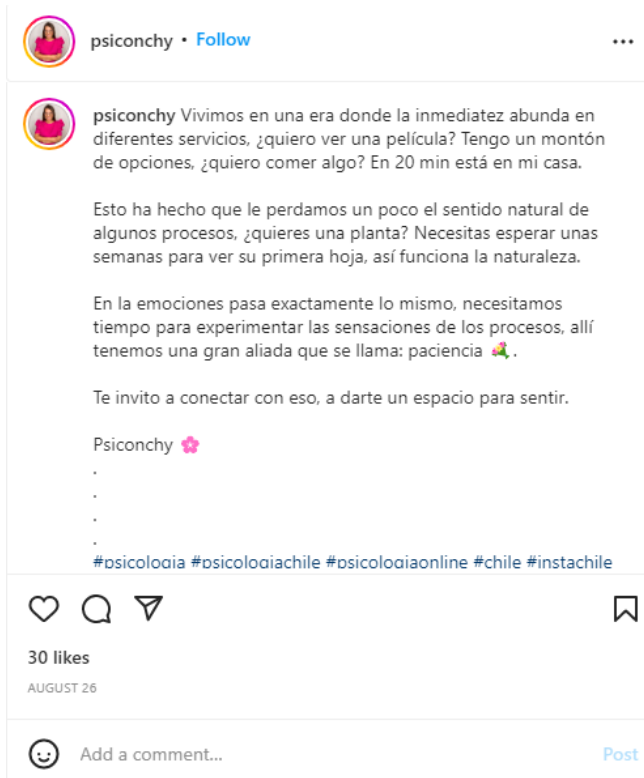 psiconchy • Follow
psiconchy Vivimos en una era donde la inmediatez abunda en
diferentes servicios, ¿quiero ver una película? Tengo un montón
de opciones, ¿quiero comer algo? En 20 min está en mi casa.
Esto ha hecho que le perdamos un poco el sentido natural de
algunos procesos, ¿quieres una planta? Necesitas esperar unas
semanas para ver su primera hoja, así funciona la naturaleza.
En la emociones pasa exactamente lo mismo, necesitamos
tiempo para experimentar las sensaciones de los procesos, allí
tenemos una gran aliada que se llama: paciencia 💐.
Te invito a conectar con eso, a darte un espacio para sentir.
Psiconchy 🌸
.
.
.
.
#psicologia #psicologiachile #psicologiaonline #chile #instachile
30 likes
AUGUST 26
Add a comment...
Post